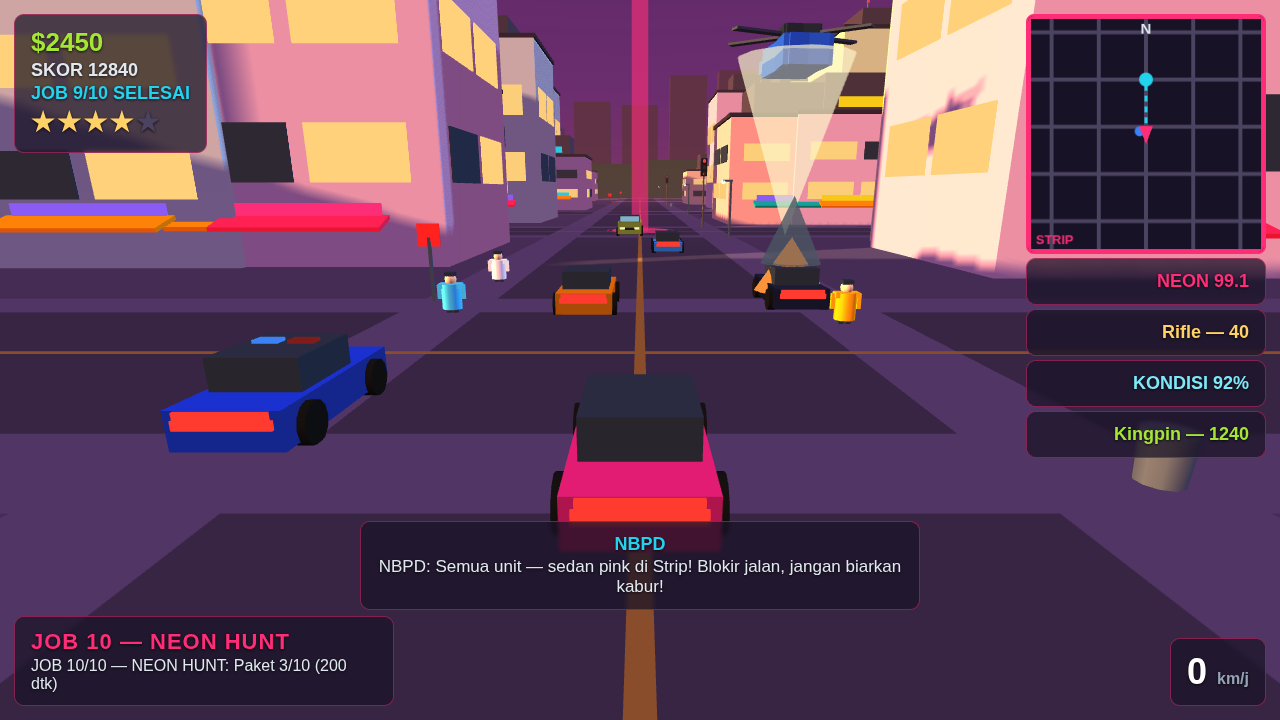 $2450
SKOR 12840
JOB 9/10 SELESAI
★★★★★
N
STRIP
NEON 99.1
Rifle — 40
KONDISI 92%
Kingpin — 1240
NBPD
NBPD: Semua unit — sedan pink di Strip! Blokir jalan, jangan biarkan
kabur!
JOB 10 — NEON HUNT
JOB 10/10 — NEON HUNT: Paket 3/10 (200
dtk)
0 km/j